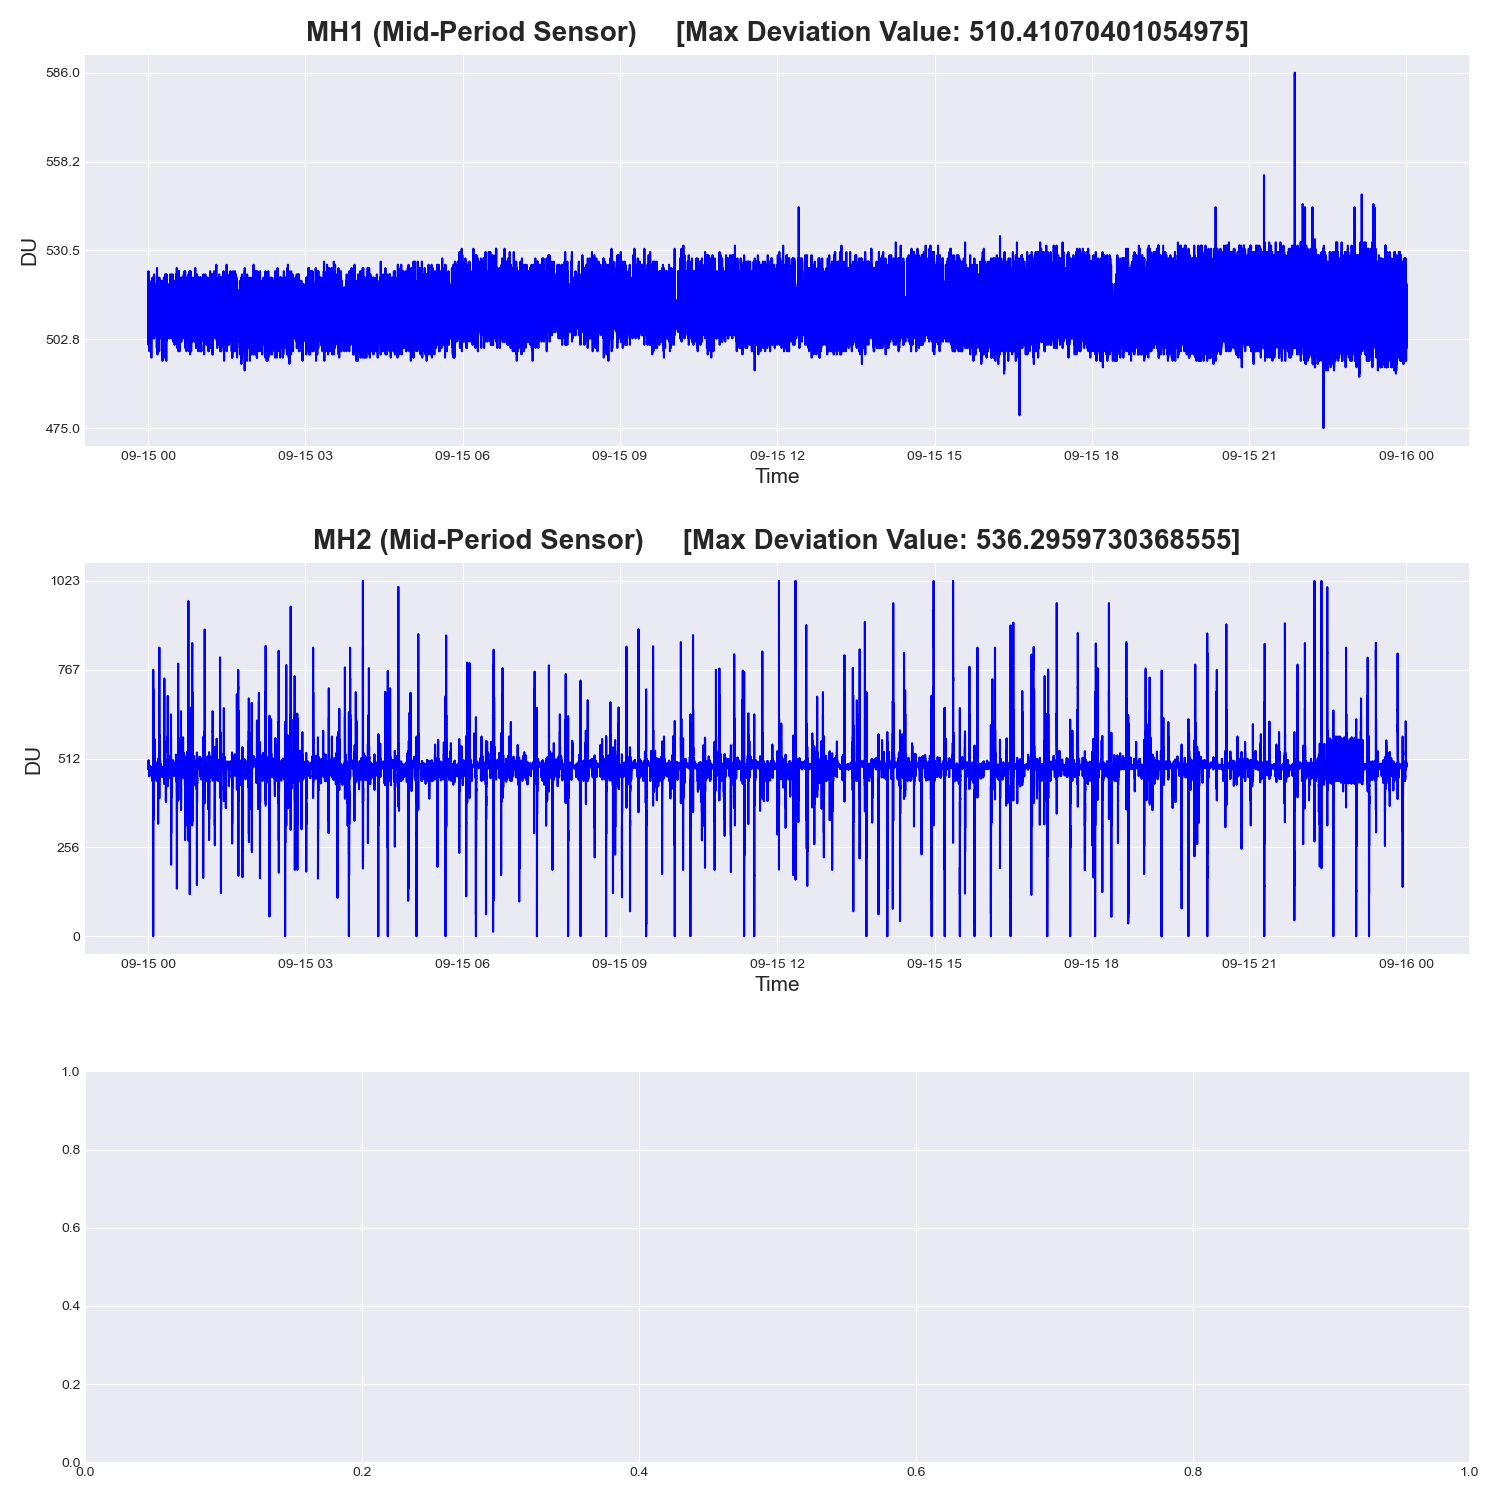 MH1 (Mid-Period Sensor) [Max Deviation Value: 510.41070401054975]
586.0
558.2
530.5
502.8
475.0
DU
09-15 00 09-15 03 09-15 06 09-15 09 09-15 12 09-15 15 09-15 18 09-15 21 09-16 00
Time
MH2 (Mid-Period Sensor) [Max Deviation Value: 536.2959730368555]
1023
767
512
256
0
DU
09-15 00 09-15 03 09-15 06 09-15 09 09-15 12 09-15 15 09-15 18 09-15 21 09-16 00
Time
1.0
0.8
0.6
0.4
0.2
0.0
0.0 0.2 0.4 0.6 0.8 1.0